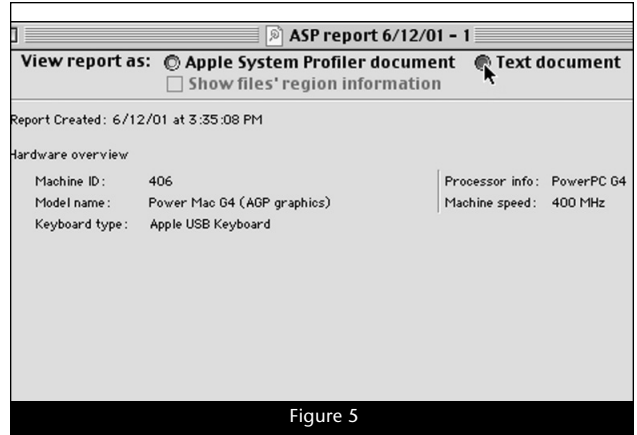 ASP report 6/12/01 - 1
View report as: Apple System Profiler document Text document
Show files' region information
Report Created: 6/12/01 at 3:35:08 PM
Hardware overview
Machine ID: 406 Processor info: PowerPC G4
Model name: Power Mac G4 (AGP graphics) Machine speed: 400 MHz
Keyboard type: Apple USB Keyboard
Figure 5